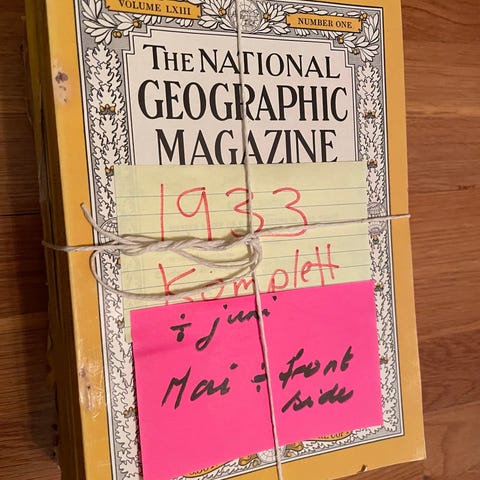 VOLUME LXIII
NUMBER ONE
THE NATIONAL
GEOGRAPHIC
MAGAZINE
1933
Komplett
÷ juni
Mai ÷ front
side